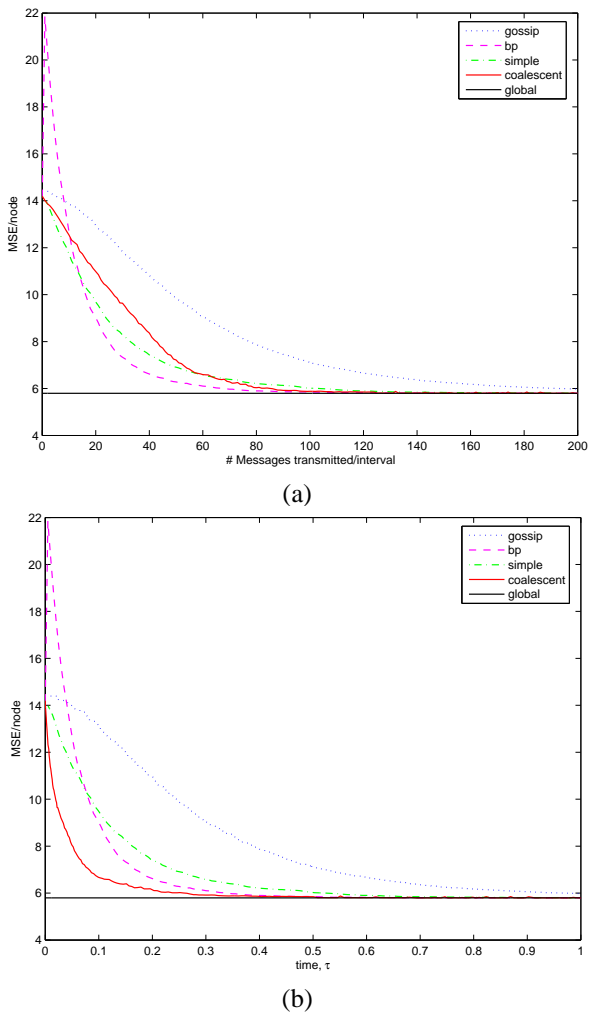 22
20
18
16
14
12
10
8
6
4
MSE/node
gossip
bp
simple
coalescent
global
0 20 40 60 80 100 120 140 160 180 200
# Messages transmitted/interval
(a)
22
20
18
16
14
12
10
8
6
4
MSE/node
gossip
bp
simple
coalescent
global
0 0.1 0.2 0.3 0.4 0.5 0.6 0.7 0.8 0.9 1
time, τ
(b)